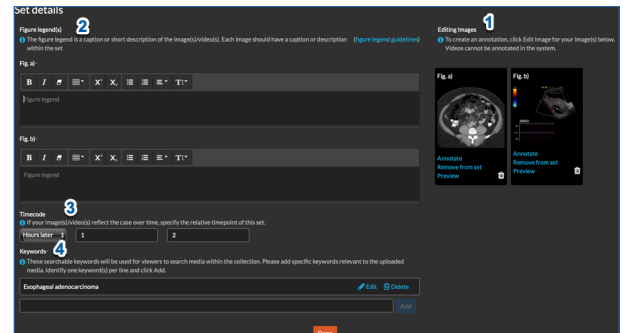 Set details
Figure legend(s)
2
The figure legend is a caption or short description of the image(s)/video(s). Each image should have a caption or description (figure legend guidelines)
within the set
Fig. a)
B I X² X, T
Figure legend
Fig. b)
B I X² X, T
Figure legend
Timecode
3
If your image(s)/video(s) reflect the case over time, specify the relative timepoint of this set.
Hours later 1 2
4
Keywords
These searchable keywords will be used for viewers to search media within the collection. Please add specific keywords relevant to the uploaded
media. Identify one keyword(s) per line and click Add.
Esophageal adenocarcinoma Edit Delete
Add
Done
1
Editing Images
To create an annotation, click Edit Image for your image(s) below.
Videos cannot be annotated in the system.
Fig. a)
Annotate
Remove from set
Preview
Fig. b)
Annotate
Remove from set
Preview